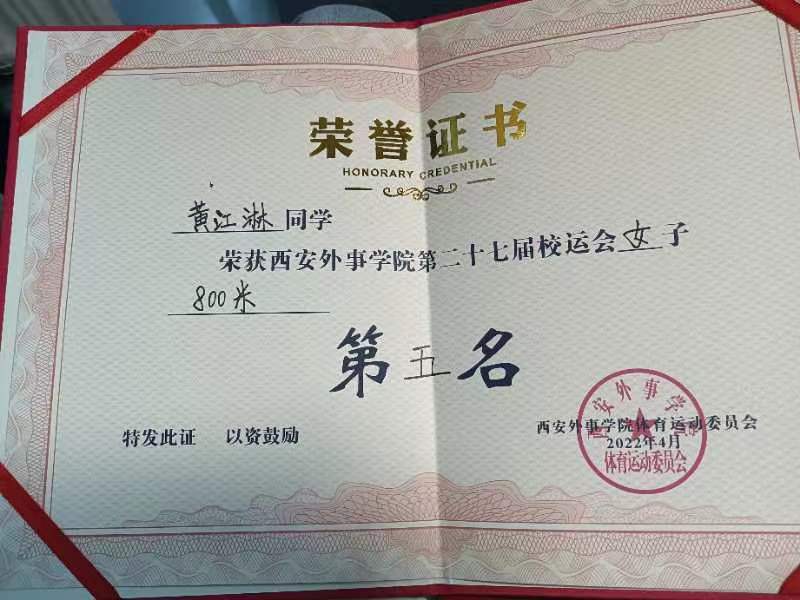 荣誉证书
HONORARY CREDENTIAL
黄江淋同学
荣获西安外事学院第二十七届校运会女子
800米
第五名
特发此证 以资鼓励
西安外事学院体育运动委员会
2022年4月
西安外事学院
体育运动委员会